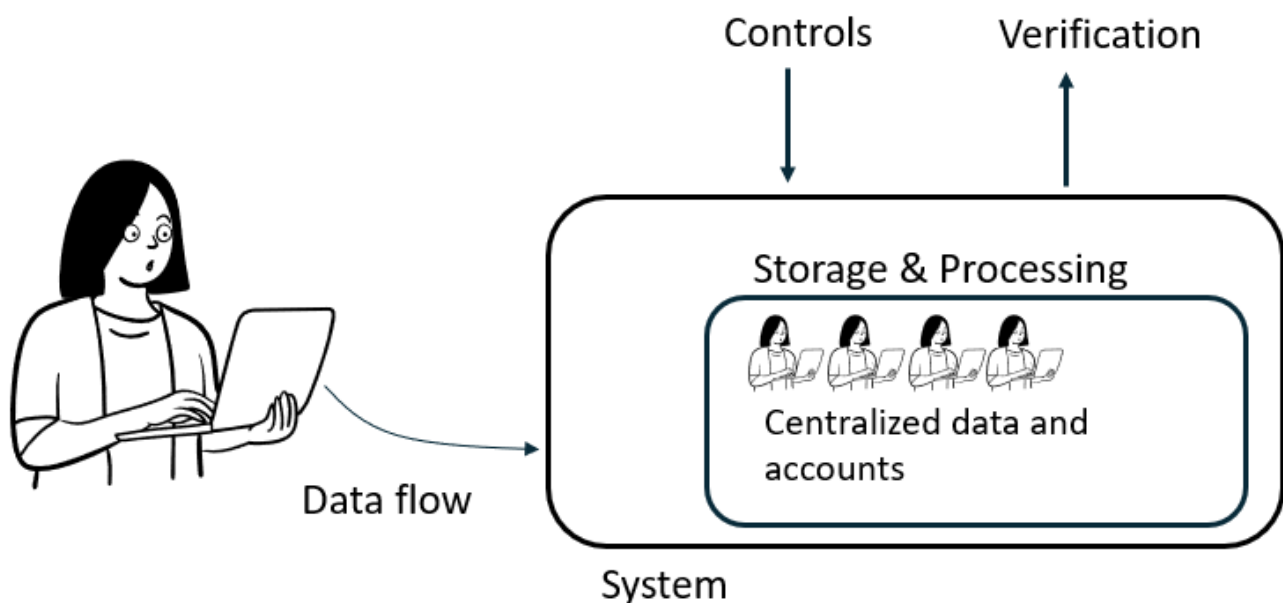 Controls
Verification
Storage & Processing
Centralized data and
accounts
Data flow
System